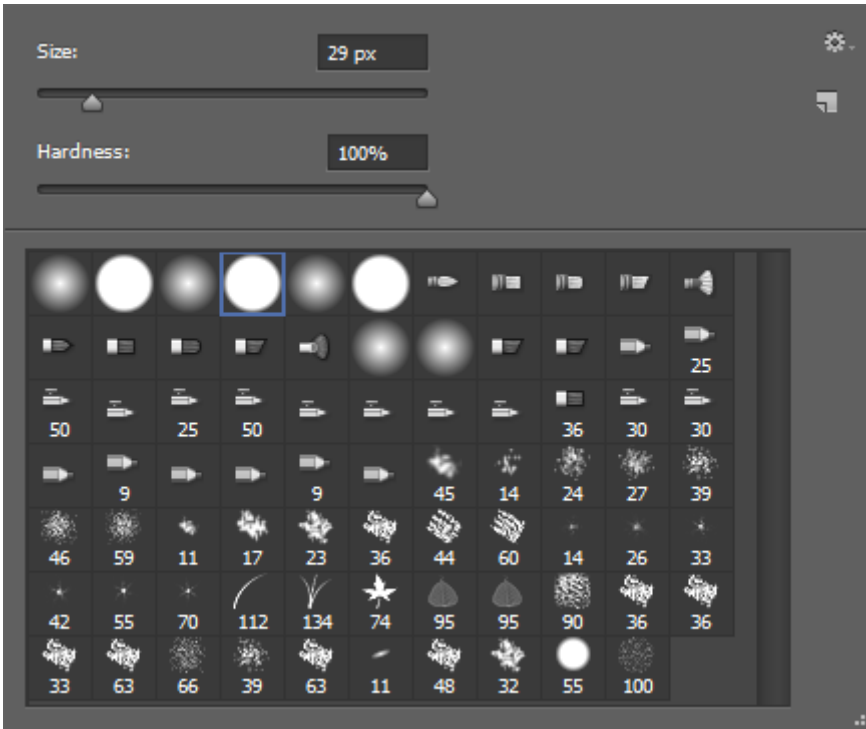 Size: 29 px
Hardness: 100%
25
50 25 50 36 30 30
9 9 45 14 24 27 39
46 59 11 17 23 36 44 60 14 26 33
42 55 70 112 134 74 95 95 90 36 36
33 63 66 39 63 11 48 32 55 100